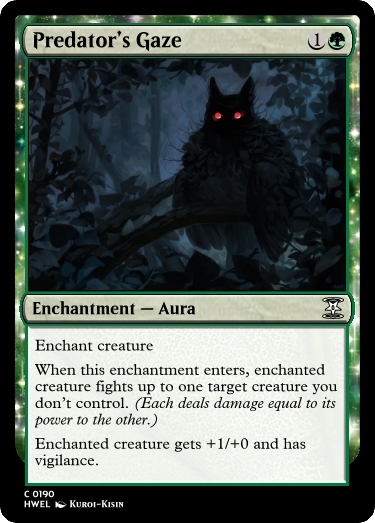 Predator's Gaze 1
Enchantment — Aura
Enchant creature
When this enchantment enters, enchanted
creature fights up to one target creature you
don't control. (Each deals damage equal to its
power to the other.)
Enchanted creature gets +1/+0 and has
vigilance.
C 0190
HWEL Kuroi-Kisin